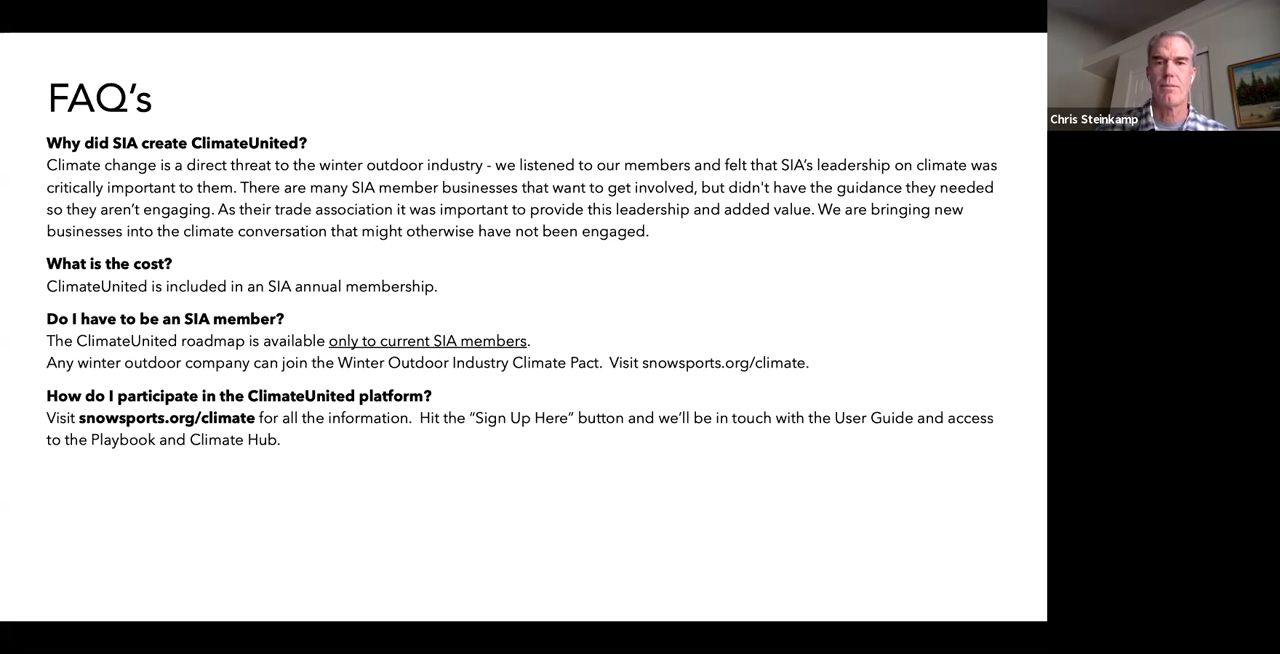 FAQ's
Why did SIA create ClimateUnited?
Climate change is a direct threat to the winter outdoor industry - we listened to our members and felt that SIA's leadership on climate was
critically important to them. There are many SIA member businesses that want to get involved, but didn't have the guidance they needed
so they aren't engaging. As their trade association it was important to provide this leadership and added value. We are bringing new
businesses into the climate conversation that might otherwise have not been engaged.
What is the cost?
ClimateUnited is included in an SIA annual membership.
Do I have to be an SIA member?
The ClimateUnited roadmap is available only to current SIA members.
Any winter outdoor company can join the Winter Outdoor Industry Climate Pact.  Visit snowsports.org/climate.
How do I participate in the ClimateUnited platform?
Visit snowsports.org/climate for all the information.  Hit the "Sign Up Here" button and we'll be in touch with the User Guide and access
to the Playbook and Climate Hub.
Chris Steinkamp